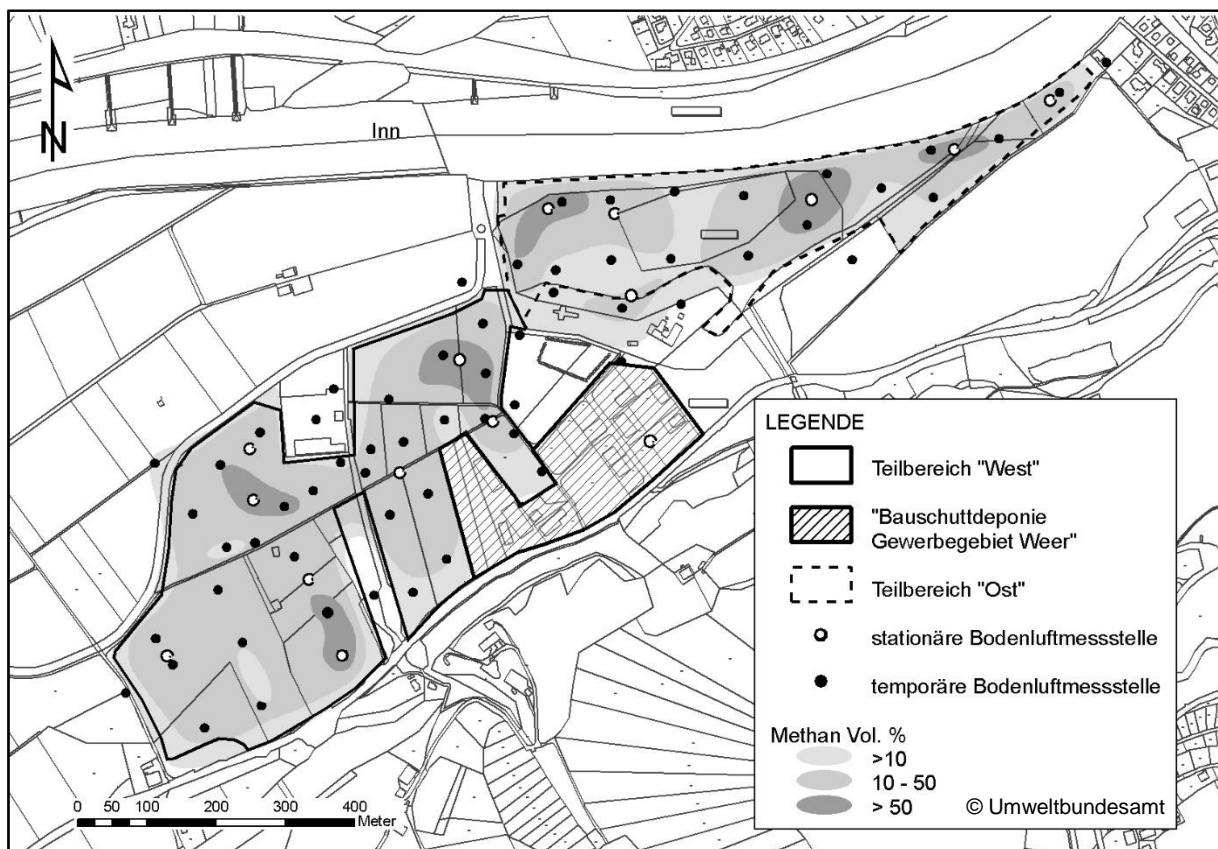 N
Inn
LEGENDE
Teilbereich "West"
"Bauschuttdeponie
Gewerbegebiet Weer"
Teilbereich "Ost"
stationäre Bodenluftmessstelle
temporäre Bodenluftmessstelle
Methan Vol. %
>10
10 - 50
> 50
© Umweltbundesamt
0 50 100 200 300 400
Meter